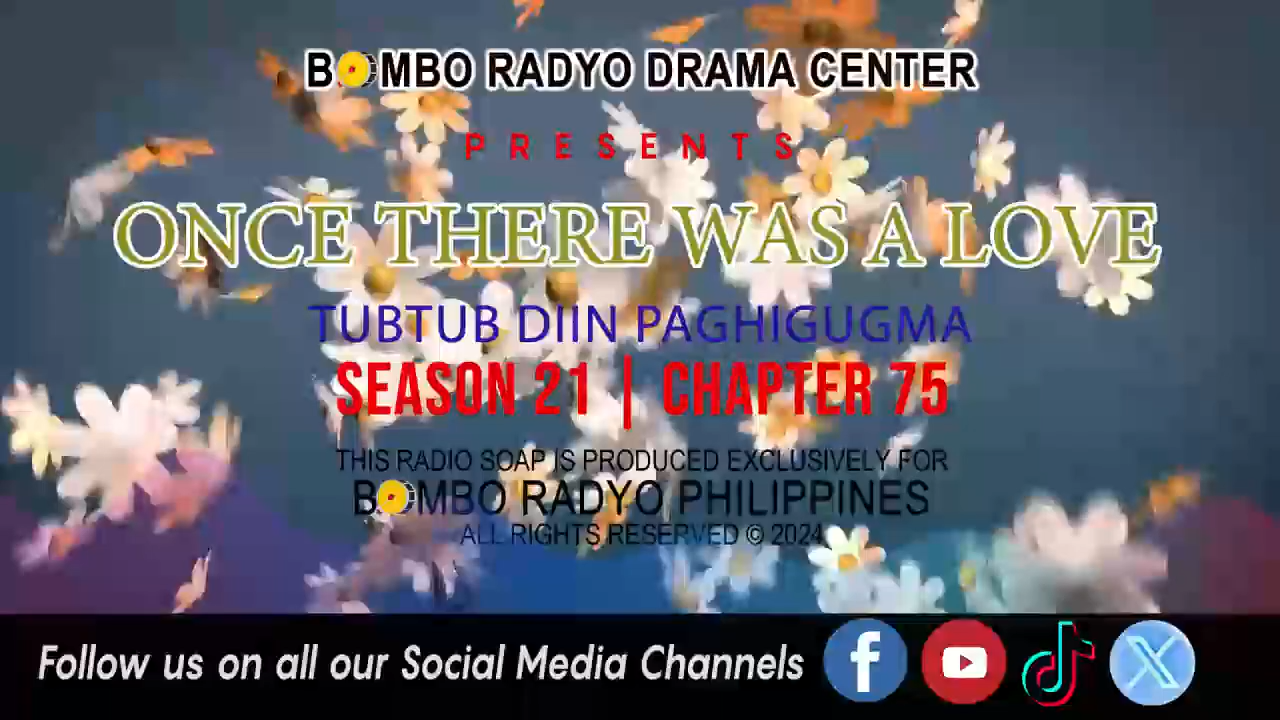 BOMBO RADYO DRAMA CENTER
PRESENTS
ONCE THERE WAS A LOVE
TUBTUB DIIN PAGHIGUGMA
SEASON 21 | CHAPTER 75
THIS RADIO SOAP IS PRODUCED EXCLUSIVELY FOR
BOMBO RADYO PHILIPPINES
ALL RIGHTS RESERVED © 2024
Follow us on all our Social Media Channels